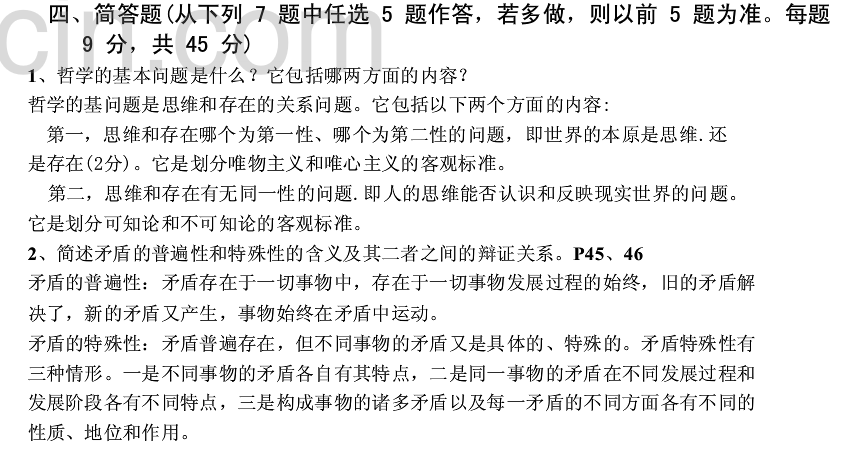 四、简答题(从下列 7 题中任选 5 题作答，若多做，则以前 5 题为准。每题
9 分，共 45 分)
1、哲学的基本问题是什么？它包括哪两方面的内容？
哲学的基问题是思维和存在的关系问题。它包括以下两个方面的内容:
第一，思维和存在哪个为第一性、哪个为第二性的问题，即世界的本原是思维.还
是存在(2分)。它是划分唯物主义和唯心主义的客观标准。
第二，思维和存在有无同一性的问题.即人的思维能否认识和反映现实世界的问题。
它是划分可知论和不可知论的客观标准。
2、简述矛盾的普遍性和特殊性的含义及其二者之间的辩证关系。P45、46
矛盾的普遍性：矛盾存在于一切事物中，存在于一切事物发展过程的始终，旧的矛盾解
决了，新的矛盾又产生，事物始终在矛盾中运动。
矛盾的特殊性：矛盾普遍存在，但不同事物的矛盾又是具体的、特殊的。矛盾特殊性有
三种情形。一是不同事物的矛盾各自有其特点，二是同一事物的矛盾在不同发展过程和
发展阶段各有不同特点，三是构成事物的诸多矛盾以及每一矛盾的不同方面各有不同的
性质、地位和作用。
cin.com